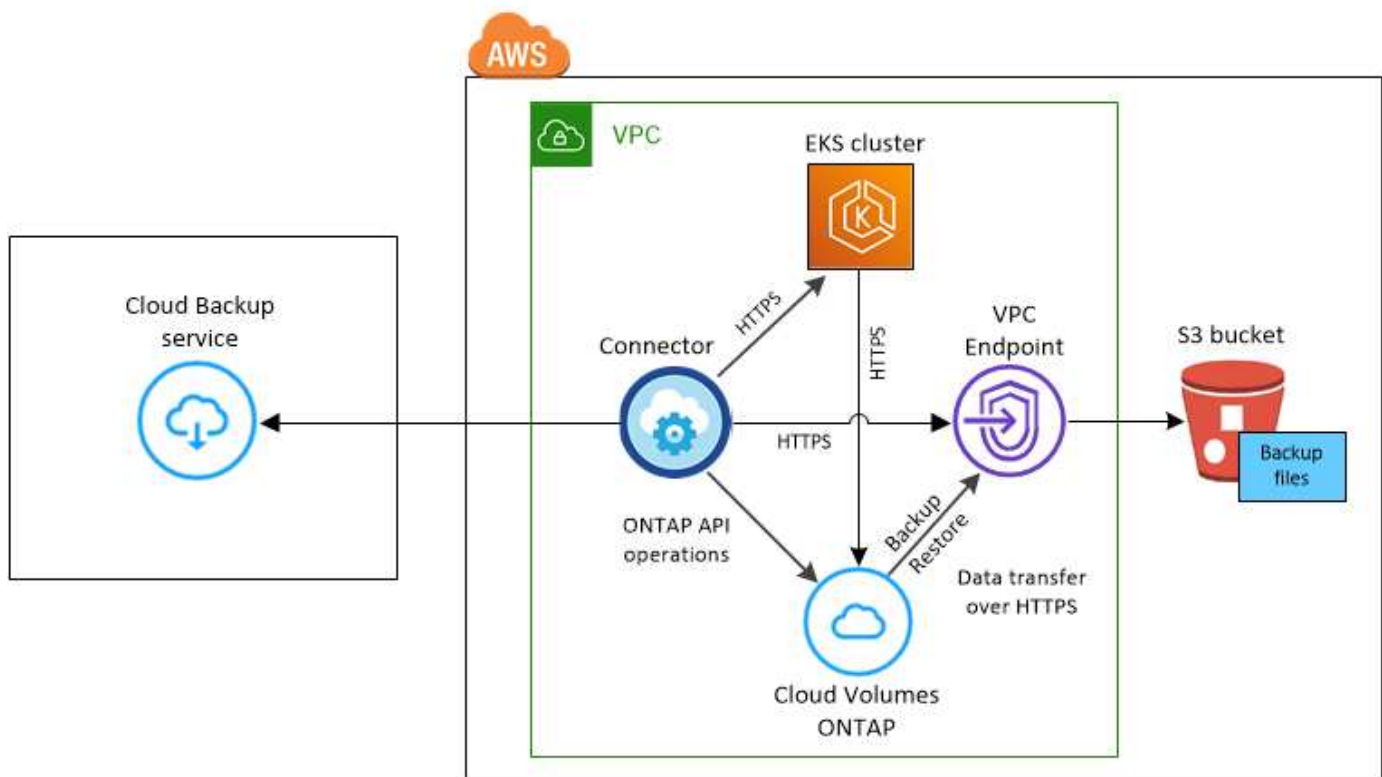 AWS
VPC
EKS cluster
Cloud Backup
service
Connector
HTTPS
HTTPS
VPC
Endpoint
S3 bucket
HTTPS
Backup
files
ONTAP API
operations
Backup
Restore
Data transfer
over HTTPS
Cloud Volumes
ONTAP
K